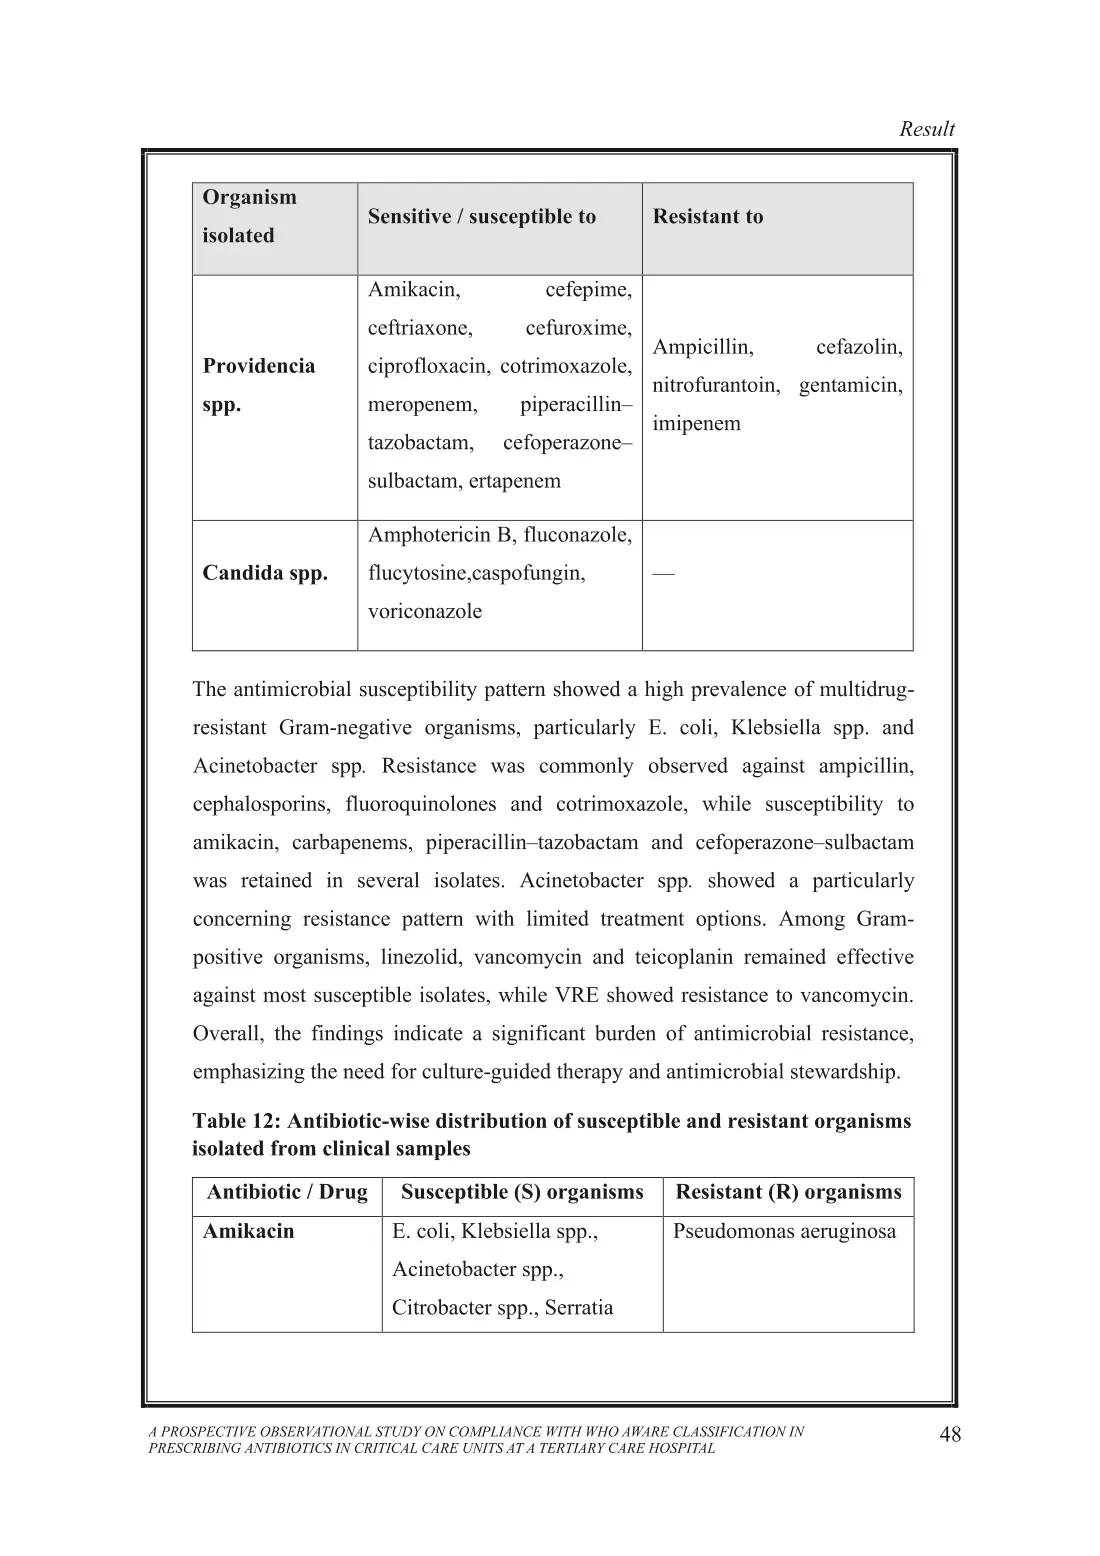 Result
Organism
isolated
Sensitive / susceptible to
Resistant to
Providencia
spp.
Amikacin, cefepime,
ceftriaxone, cefuroxime,
ciprofloxacin, cotrimoxazole,
meropenem, piperacillin–
tazobactam, cefoperazone–
sulbactam, ertapenem
Ampicillin, cefazolin,
nitrofurantoin, gentamicin,
imipenem
Candida spp.
Amphotericin B, fluconazole,
flucytosine,caspofungin,
voriconazole
—
The antimicrobial susceptibility pattern showed a high prevalence of multidrug-
resistant Gram-negative organisms, particularly E. coli, Klebsiella spp. and
Acinetobacter spp. Resistance was commonly observed against ampicillin,
cephalosporins, fluoroquinolones and cotrimoxazole, while susceptibility to
amikacin, carbapenems, piperacillin–tazobactam and cefoperazone–sulbactam
was retained in several isolates. Acinetobacter spp. showed a particularly
concerning resistance pattern with limited treatment options. Among Gram-
positive organisms, linezolid, vancomycin and teicoplanin remained effective
against most susceptible isolates, while VRE showed resistance to vancomycin.
Overall, the findings indicate a significant burden of antimicrobial resistance,
emphasizing the need for culture-guided therapy and antimicrobial stewardship.
Table 12: Antibiotic-wise distribution of susceptible and resistant organisms
isolated from clinical samples
Antibiotic / Drug
Susceptible (S) organisms
Resistant (R) organisms
Amikacin
E. coli, Klebsiella spp.,
Acinetobacter spp.,
Citrobacter spp., Serratia
Pseudomonas aeruginosa
A PROSPECTIVE OBSERVATIONAL STUDY ON COMPLIANCE WITH WHO AWARE CLASSIFICATION IN
PRESCRIBING ANTIBIOTICS IN CRITICAL CARE UNITS AT A TERTIARY CARE HOSPITAL
48